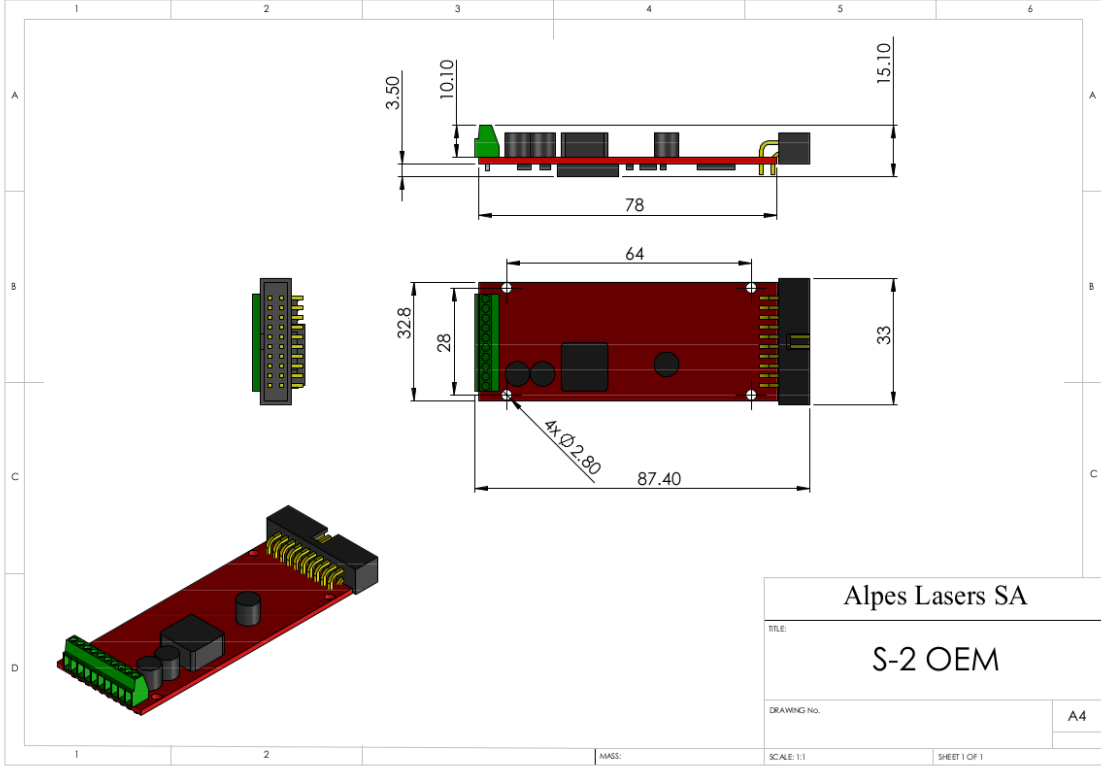 1 2 3 4 5 6
A A
3.50
10.10
15.10
78
B B
64
32.8
28
33
4x Ø2.80
87.40
C C
D
Alpes Lasers SA
TITLE:
S-2 OEM
DRAWING No.
A4
1 2
MASS:
SCALE: 1:1
SHEET 1 OF 1